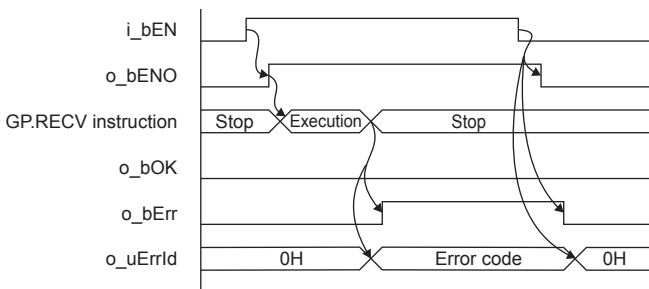 i_bEN
o_bENO
GP.RECV instruction Stop Execution Stop
o_bOK
o_bErr
o_uErrId 0H Error code 0H